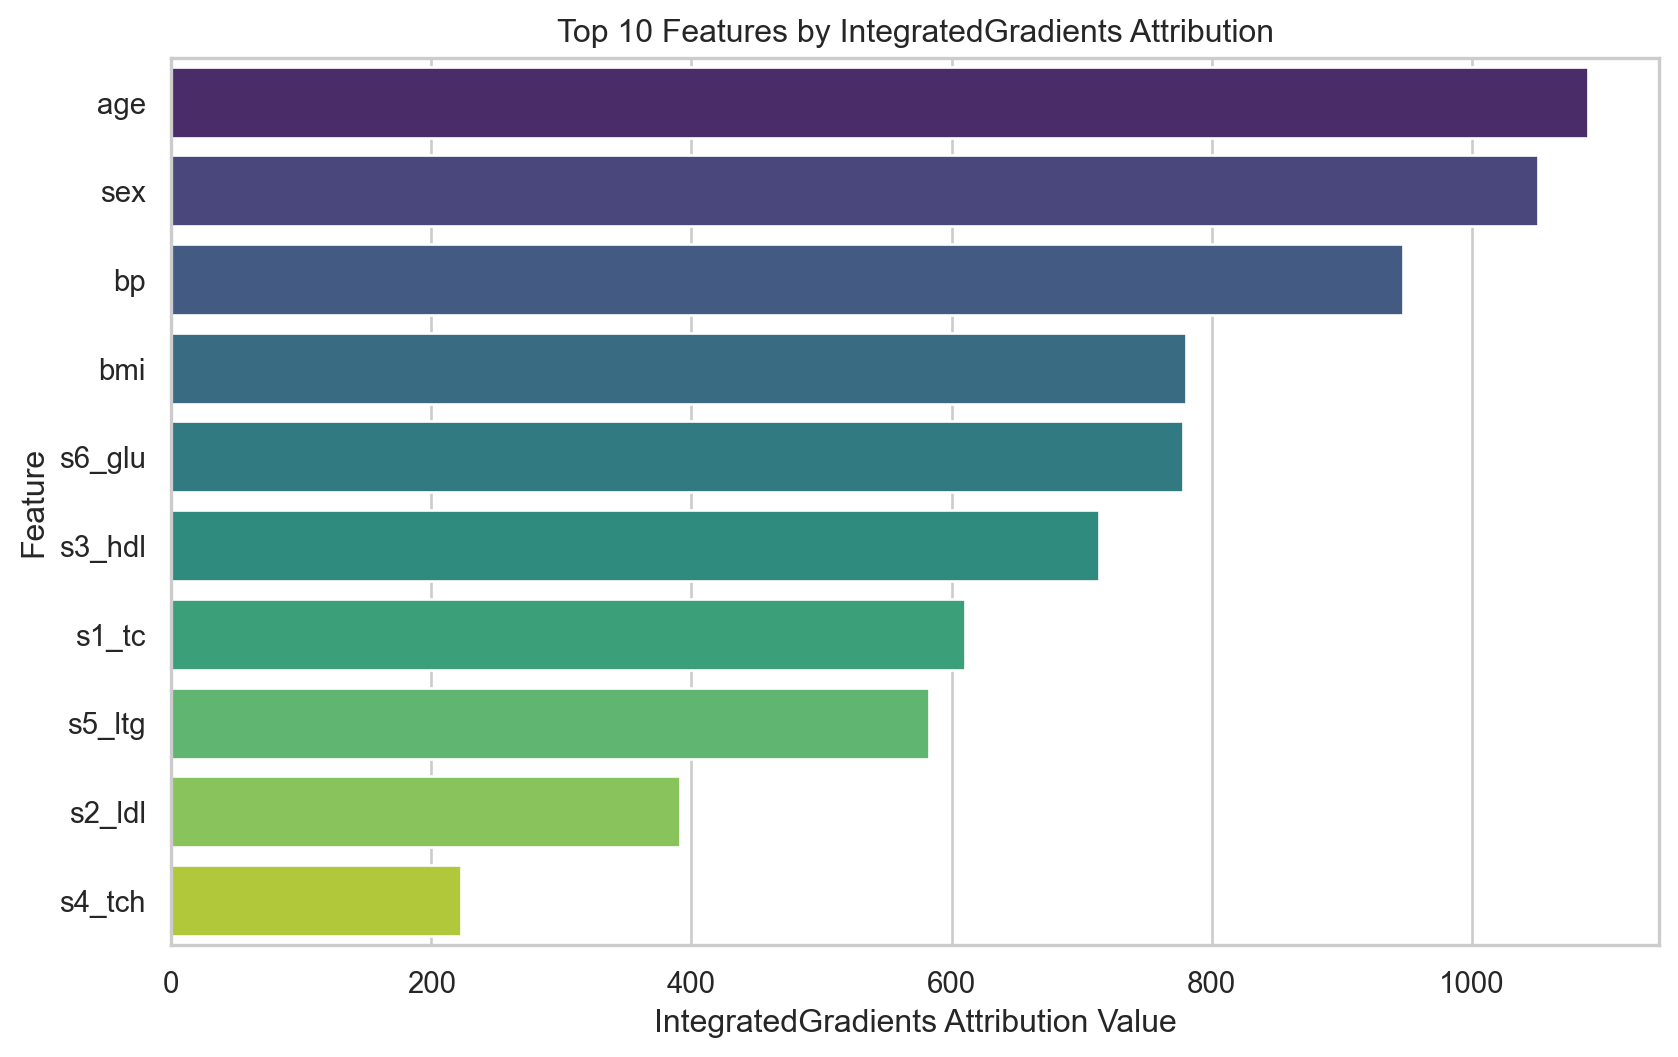 Top 10 Features by IntegratedGradients Attribution
age
sex
bp
bmi
s6_glu
s3_hdl
s1_tc
s5_ltg
s2_ldl
s4_tch
Feature
0 200 400 600 800 1000
IntegratedGradients Attribution Value